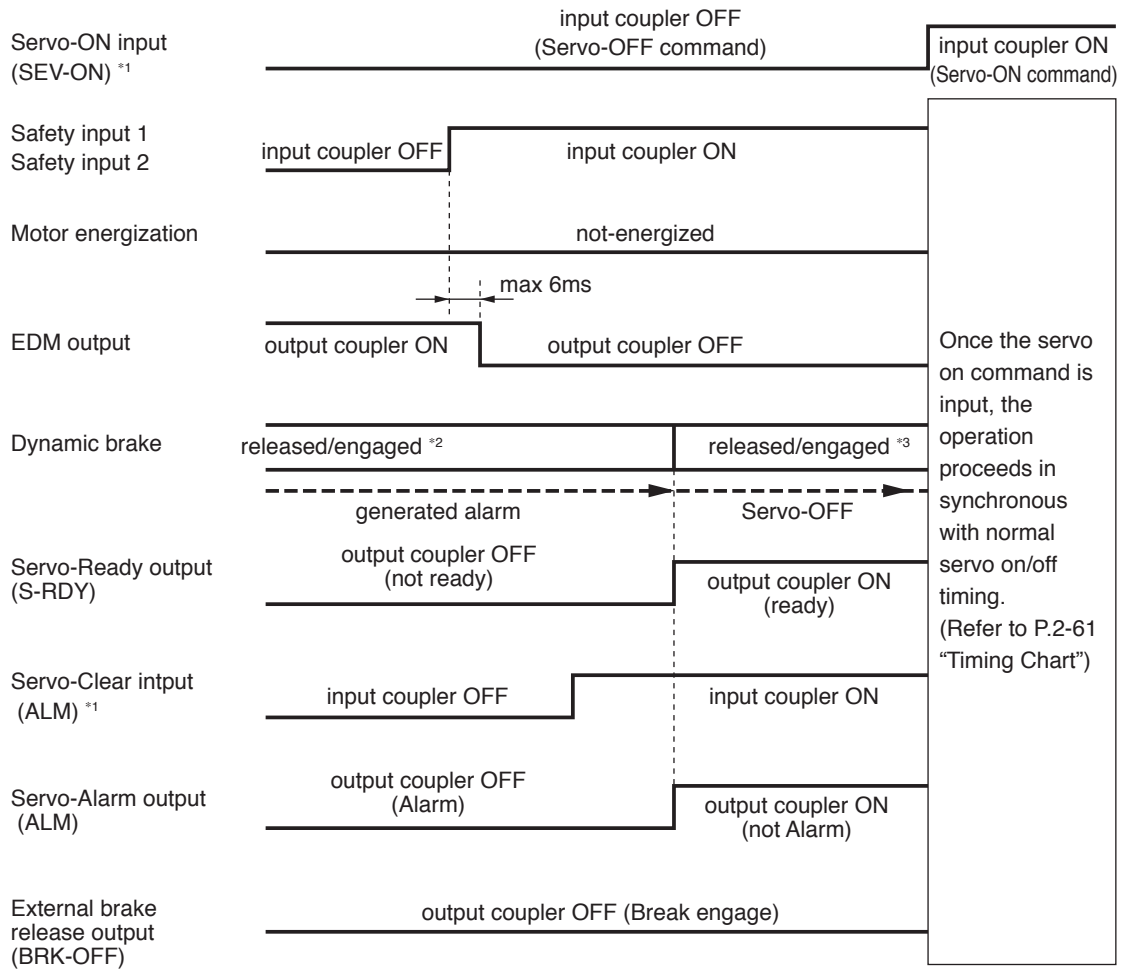 input coupler OFF
(Servo-OFF command)
Servo-ON input
(SEV-ON) *1
input coupler ON
(Servo-ON command)
Safety input 1
Safety input 2
input coupler OFF
input coupler ON
Motor energization
not-energized
max 6ms
EDM output
output coupler ON
output coupler OFF
Dynamic brake
released/engaged *2
released/engaged *3
generated alarm
Servo-OFF
Servo-Ready output
(S-RDY)
output coupler OFF
(not ready)
output coupler ON
(ready)
Servo-Clear intput
(ALM) *1
input coupler OFF
input coupler ON
Servo-Alarm output
(ALM)
output coupler OFF
(Alarm)
output coupler ON
(not Alarm)
External brake
release output
(BRK-OFF)
output coupler OFF (Break engage)
Once the servo
on command is
input, the
operation
proceeds in
synchronous
with normal
servo on/off
timing.
(Refer to P.2-61
“Timing Chart”)